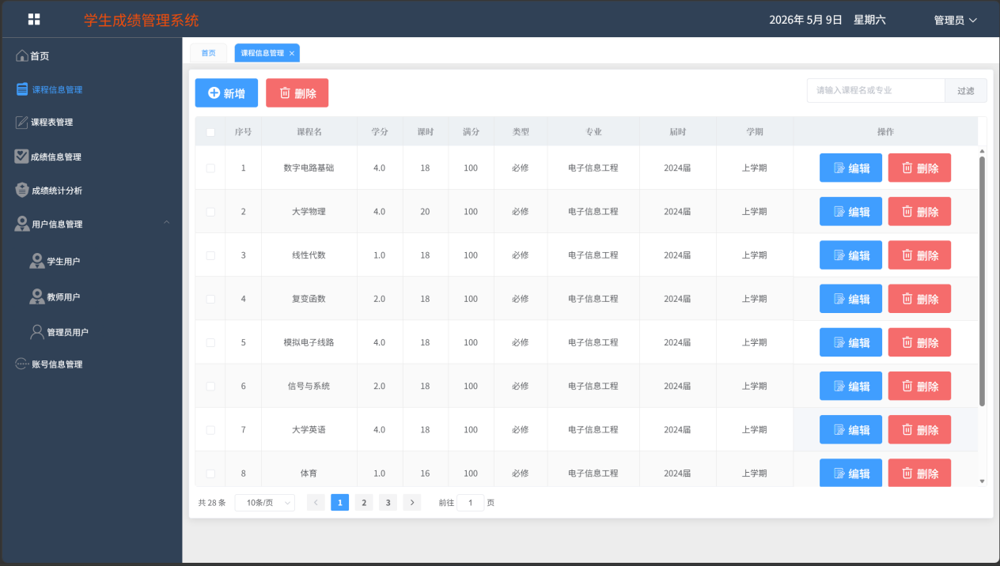 学生成绩管理系统 2026年 5月 9日 星期六 管理员
首页
课程信息管理
课程表管理
成绩信息管理
成绩统计分析
用户信息管理
学生用户
教师用户
管理员用户
账号信息管理
首页 课程信息管理 ×
新增 删除 请输入课程名或专业 过滤
序号 课程名 学分 课时 满分 类型 专业 届时 学期 操作
1 数字电路基础 4.0 18 100 必修 电子信息工程 2024届 上学期 编辑 删除
2 大学物理 4.0 20 100 必修 电子信息工程 2024届 上学期 编辑 删除
3 线性代数 1.0 18 100 必修 电子信息工程 2024届 上学期 编辑 删除
4 复变函数 2.0 18 100 必修 电子信息工程 2024届 上学期 编辑 删除
5 模拟电子线路 4.0 18 100 必修 电子信息工程 2024届 上学期 编辑 删除
6 信号与系统 2.0 18 100 必修 电子信息工程 2024届 上学期 编辑 删除
7 大学英语 4.0 18 100 必修 电子信息工程 2024届 上学期 编辑 删除
8 体育 1.0 16 100 必修 电子信息工程 2024届 上学期 编辑 删除
共 28 条 10条/页 1 2 3 前往 1 页